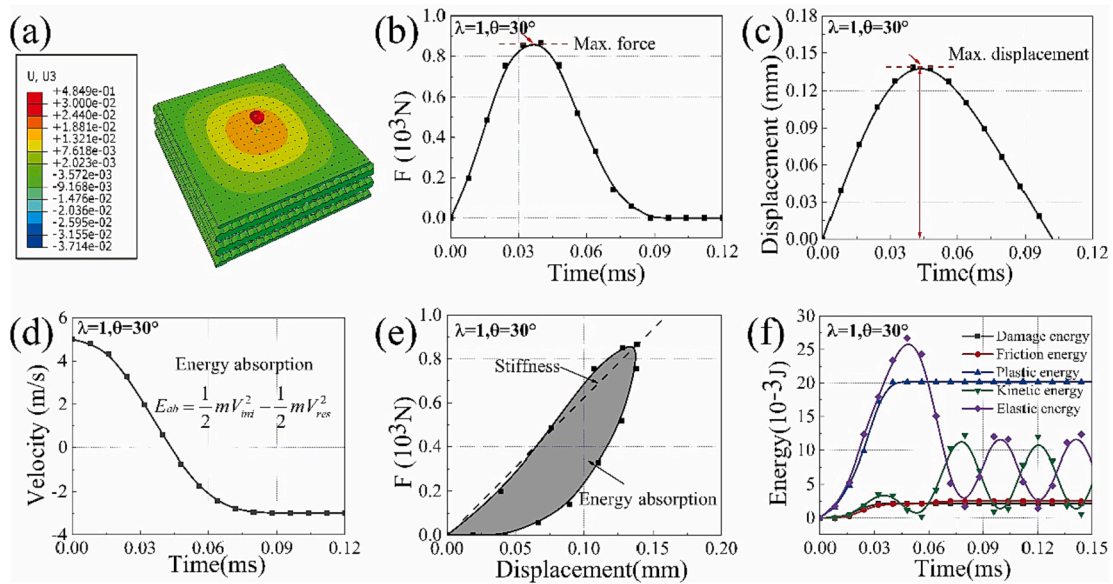 (a)
U, U3
+4.849e-01
+3.000e-02
+2.440e-02
+1.881e-02
+1.321e-02
+7.618e-03
+2.023e-03
-3.572e-03
-9.168e-03
-1.476e-02
-2.036e-02
-2.595e-02
-3.155e-02
-3.714e-02
(b)
λ=1,θ=30°
Max. force
F (10³N)
1.0
0.8
0.6
0.4
0.2
0.0
0.00 0.03 0.06 0.09 0.12
Time(ms)
(c)
λ=1,θ=30°
Max. displacement
Displacement (mm)
0.18
0.15
0.12
0.09
0.06
0.03
0.00
0.00 0.03 0.06 0.09 0.12
Time(ms)
(d)
λ=1,θ=30°
Energy absorption
E_ab = 1/2 mV²_ini − 1/2 mV²_res
Velocity (m/s)
6
4
2
0
-2
-4
0.00 0.03 0.06 0.09 0.12
Time(ms)
(e)
λ=1,θ=30°
Stiffness
Energy absorption
F (10³N)
1.0
0.8
0.6
0.4
0.2
0.0
0.00 0.05 0.10 0.15 0.20
Displacement(mm)
(f)
λ=1,θ=30°
Damage energy
Friction energy
Plastic energy
Kinetic energy
Elastic energy
Energy(10-3J)
30
25
20
15
10
5
0
0.00 0.03 0.06 0.09 0.12
Time(ms)